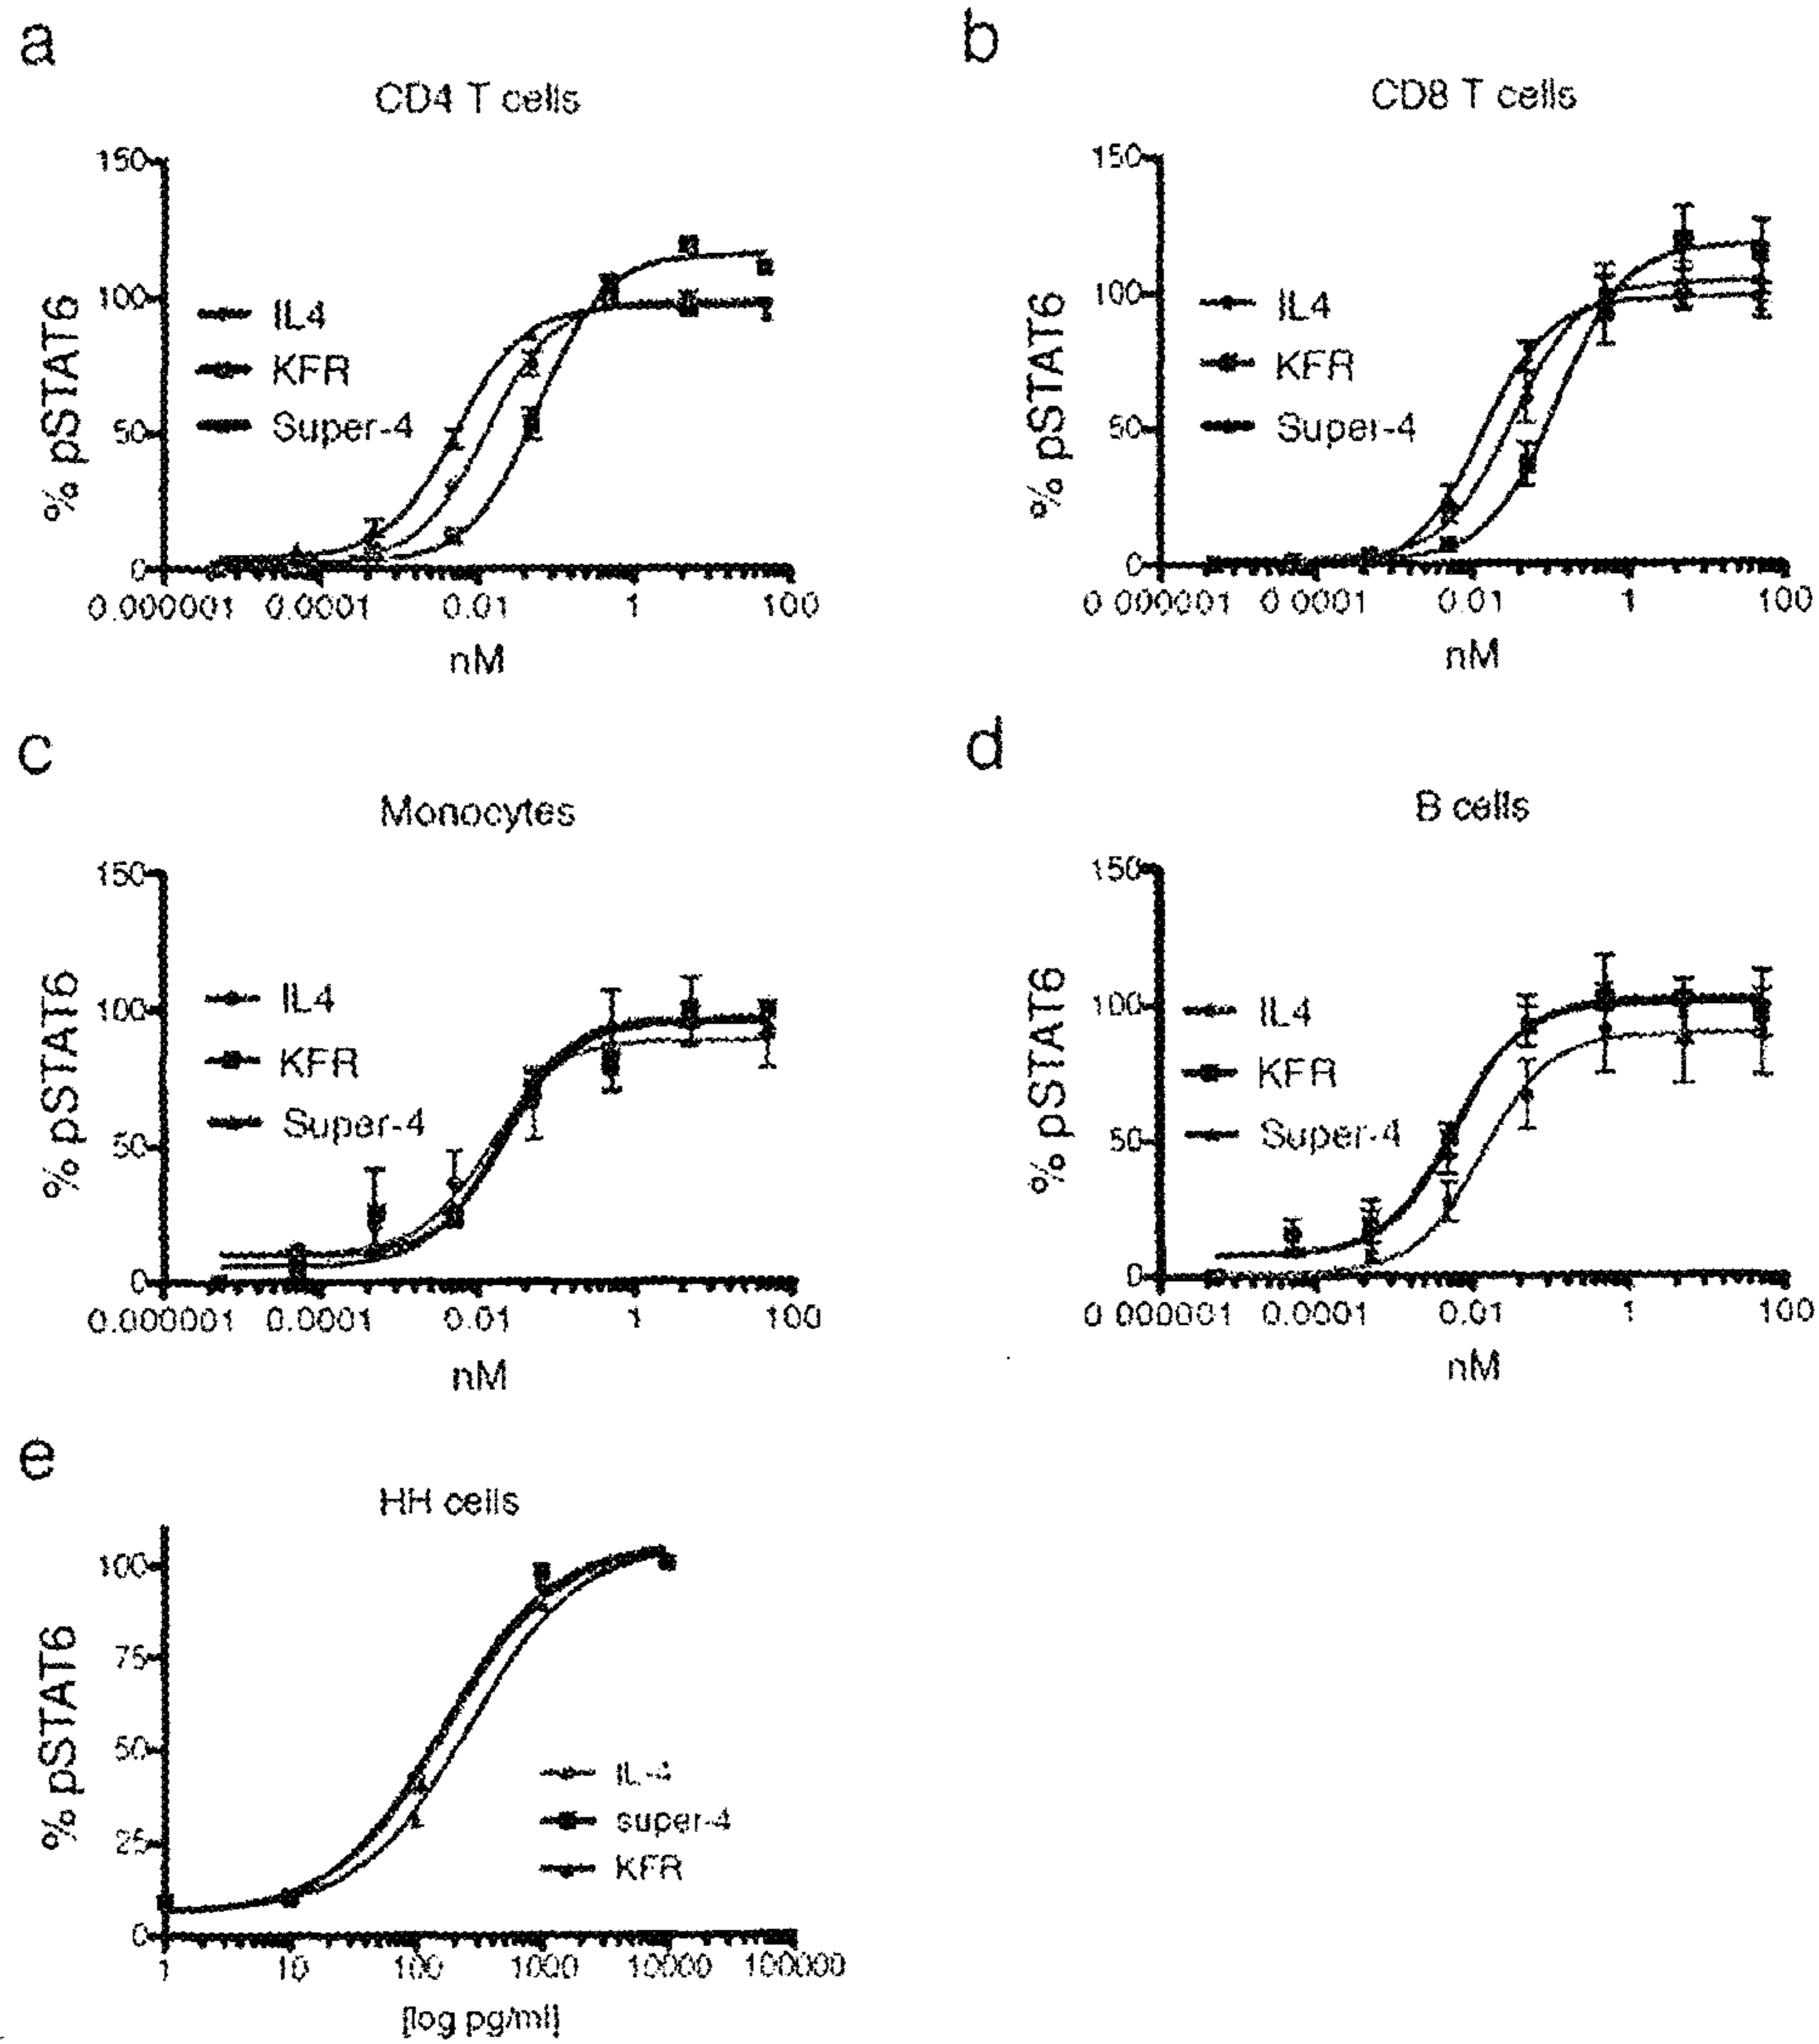 a
CD4 T cells
% pSTAT6
150
100
50
0
IL4
KFR
Super-4
0.000001 0.0001 0.01 1 100
nM
b
CD8 T cells
% pSTAT6
150
100
50
0
IL4
KFR
Super-4
0.000001 0.0001 0.01 1 100
nM
c
Monocytes
% pSTAT6
150
100
50
0
IL4
KFR
Super-4
0.000001 0.0001 0.01 1 100
nM
d
B cells
% pSTAT6
150
100
50
0
IL4
KFR
Super-4
0.000001 0.0001 0.01 1 100
nM
e
HH cells
% pSTAT6
100
75
50
25
0
IL-4
super-4
KFR
1 10 100 1000 10000 100000
[log pg/ml]